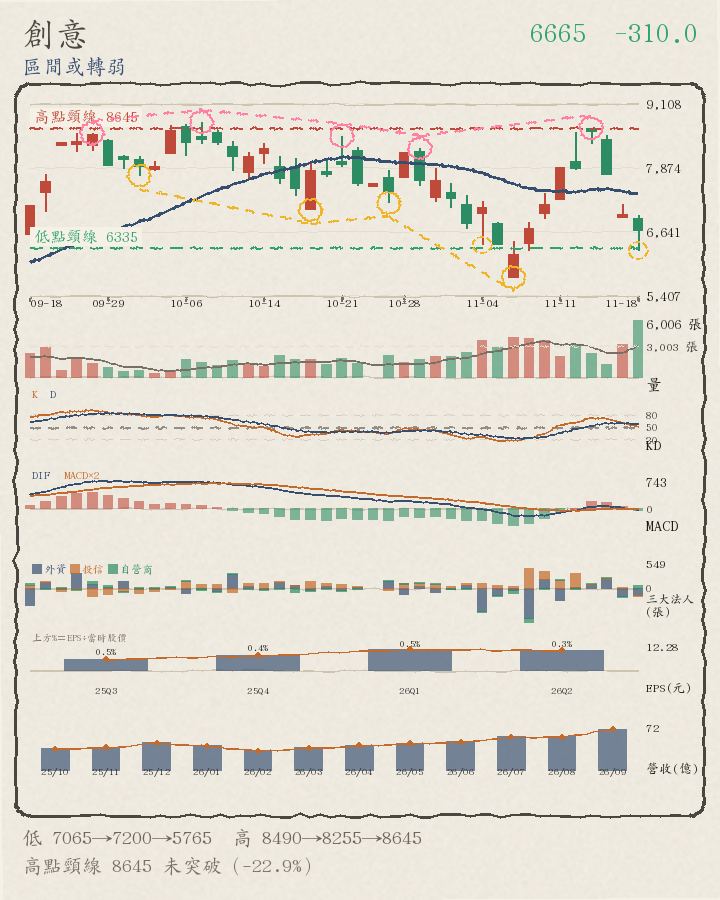 創意
6665 -310.0
區間或轉弱
高點頸線 8645
9,108
7,874
低點頸線 6335
6,641
5,407
09-18 09-29 10-06 10-14 10-21 10-28 11-04 11-11 11-18
6,006 張
3,003 張
量
K D
80
50
20
KD
DIF MACD×2
743
0
MACD
外資 投信 自營商
549
0
三大法人
(張)
上方%=EPS÷當時股價
0.5% 0.4% 0.5% 0.3%
12.28
25Q3 25Q4 26Q1 26Q2
EPS(元)
72
25/10 25/11 25/12 26/01 26/02 26/03 26/04 26/05 26/06 26/07 26/08 26/09
營收(億)
低 7065→7200→5765 高 8490→8255→8645
高點頸線 8645 未突破 (-22.9%)